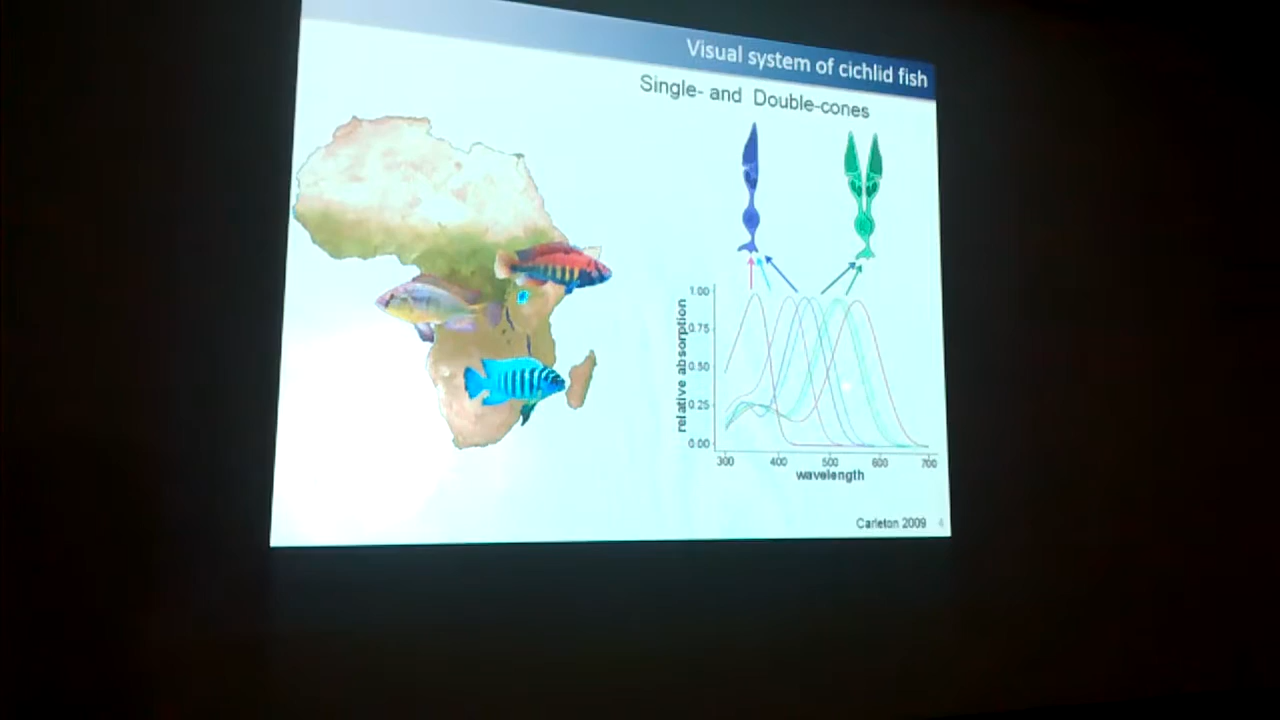 Visual system of cichlid fish
Single- and Double-cones
relative absorption
1.00
0.75
0.50
0.25
0.00
300 400 500 600 700
wavelength
Carleton 2009 4